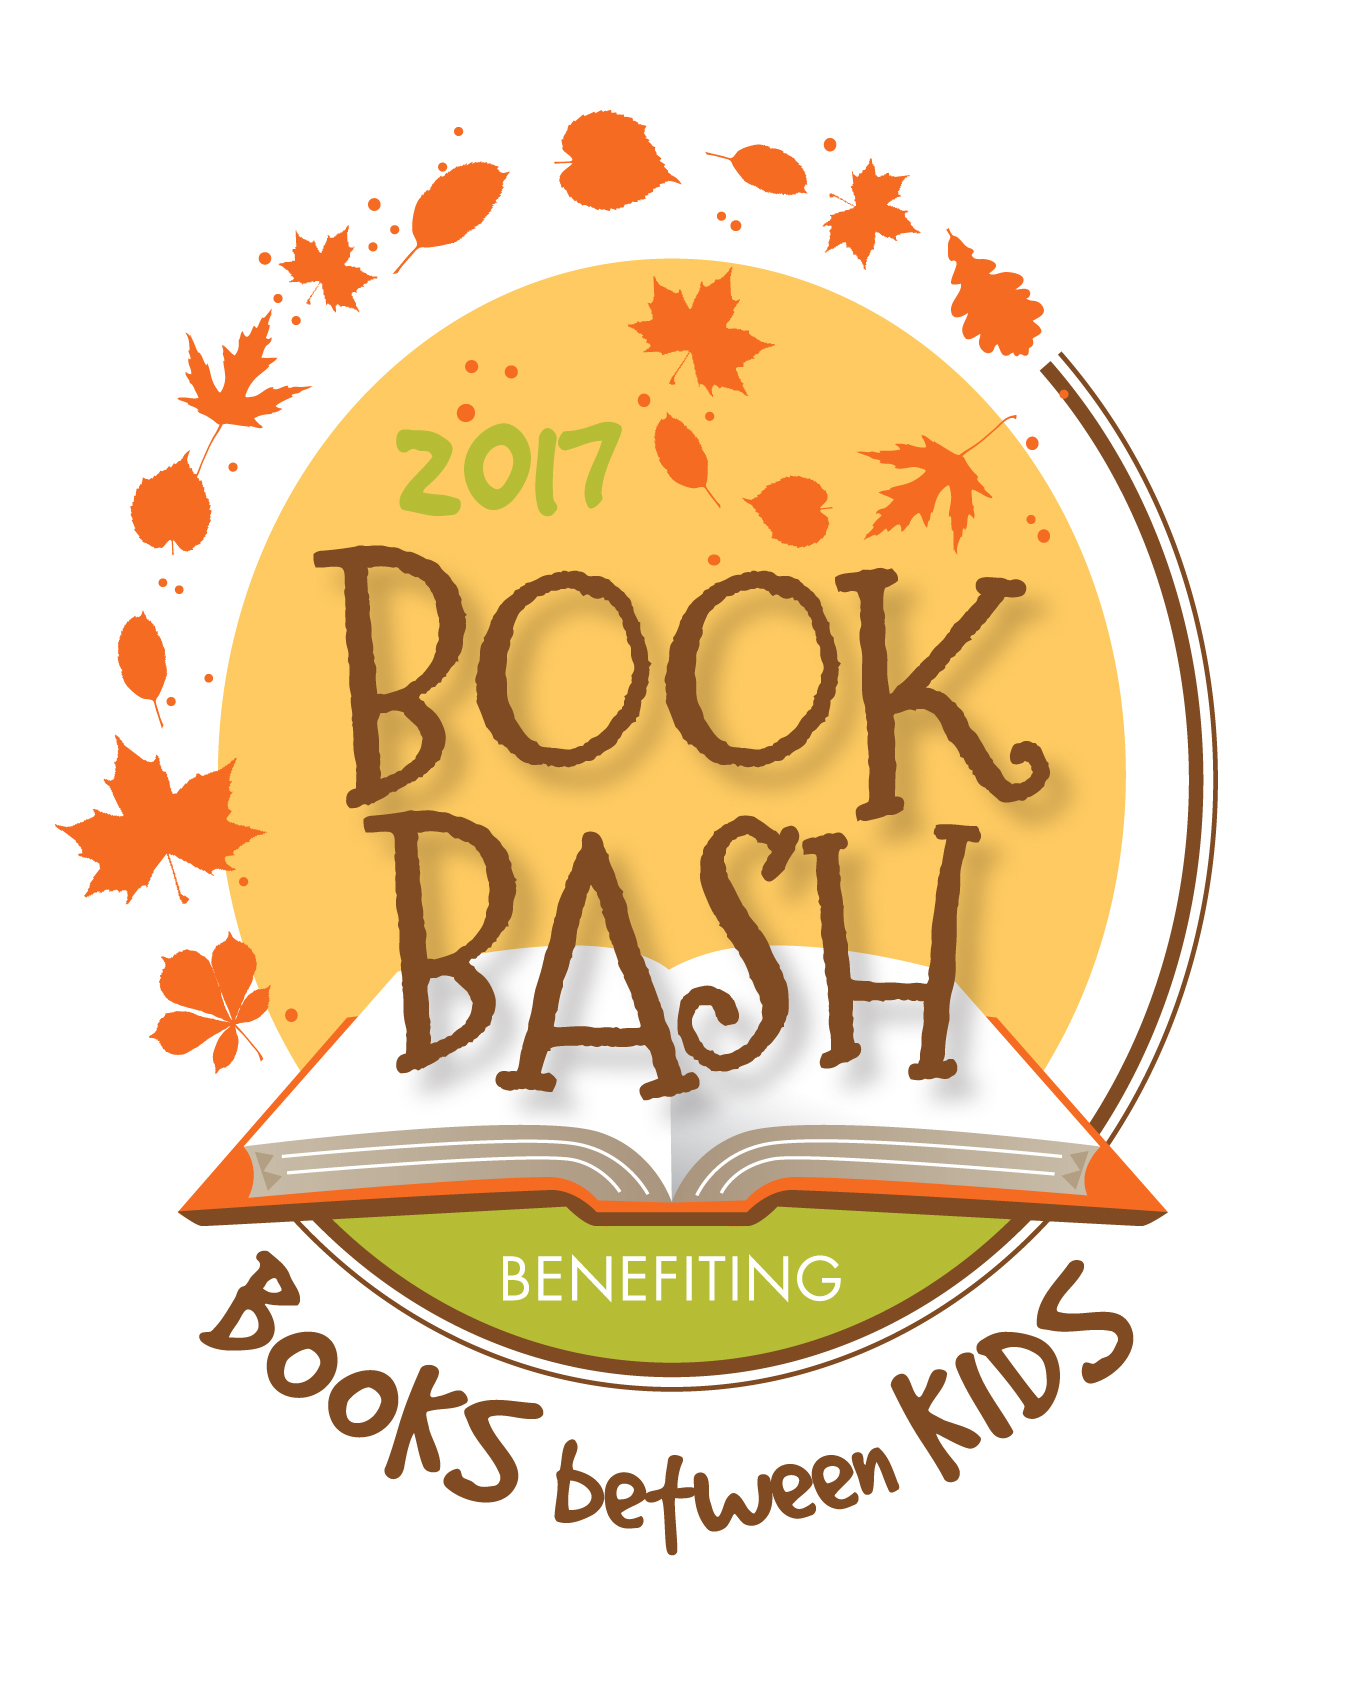 2017
BOOK
BASH
BENEFITING
BOOKS between KIDS